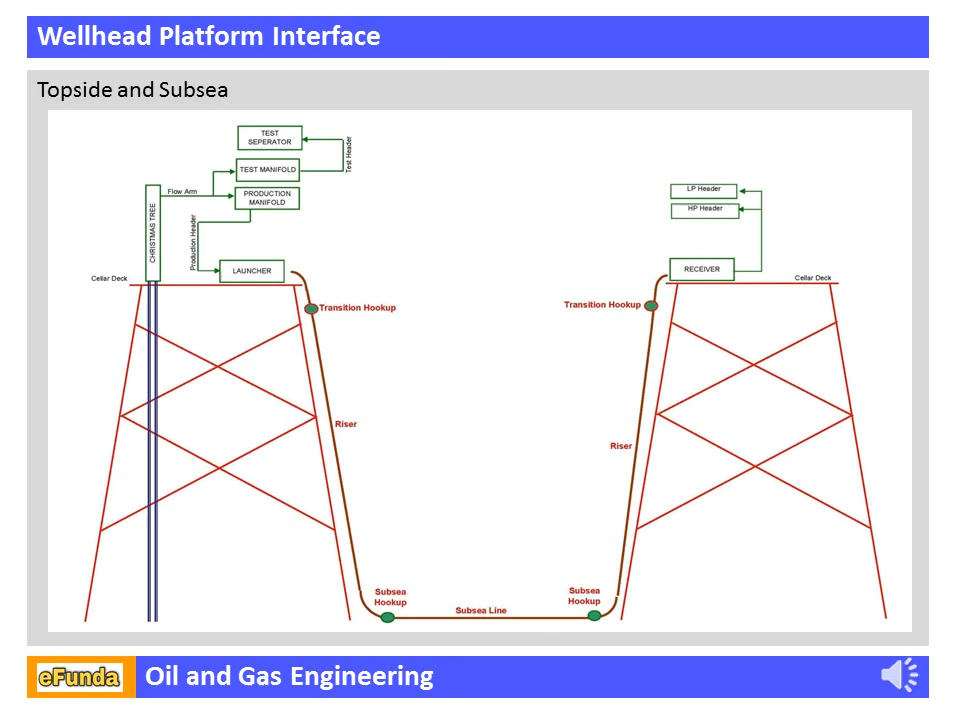 Wellhead Platform Interface
Topside and Subsea
TEST
SEPERATOR
Test Header
TEST MANIFOLD
Flow Arm
PRODUCTION
MANIFOLD
CHRISTMAS TREE
Production Header
LAUNCHER
Cellar Deck
Transition Hookup
Riser
Subsea
Hookup
Subsea Line
Subsea
Hookup
Riser
Transition Hookup
LP Header
HP Header
RECEIVER
Cellar Deck
eFunda
Oil and Gas Engineering